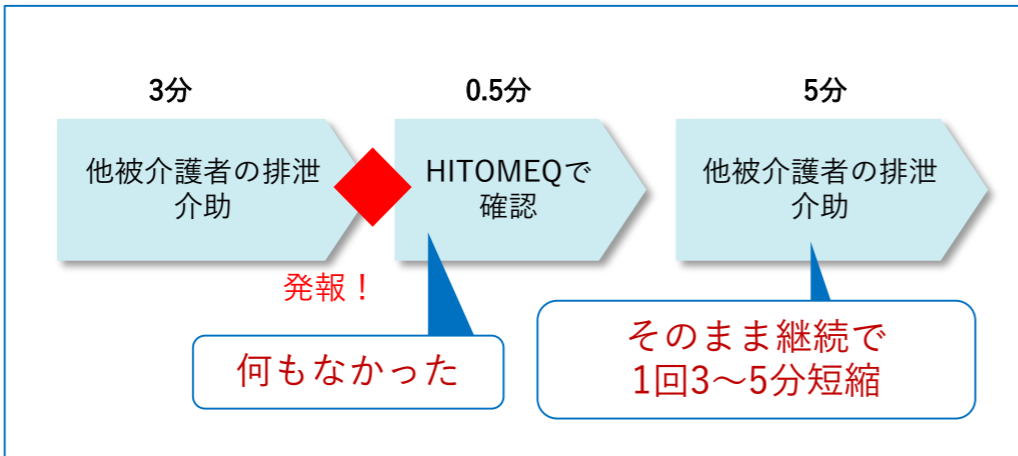 3分
0.5分
5分
他被介護者の排泄
介助
HITOMEQで
確認
他被介護者の排泄
介助
発報！
何もなかった
そのまま継続で
1回3～5分短縮